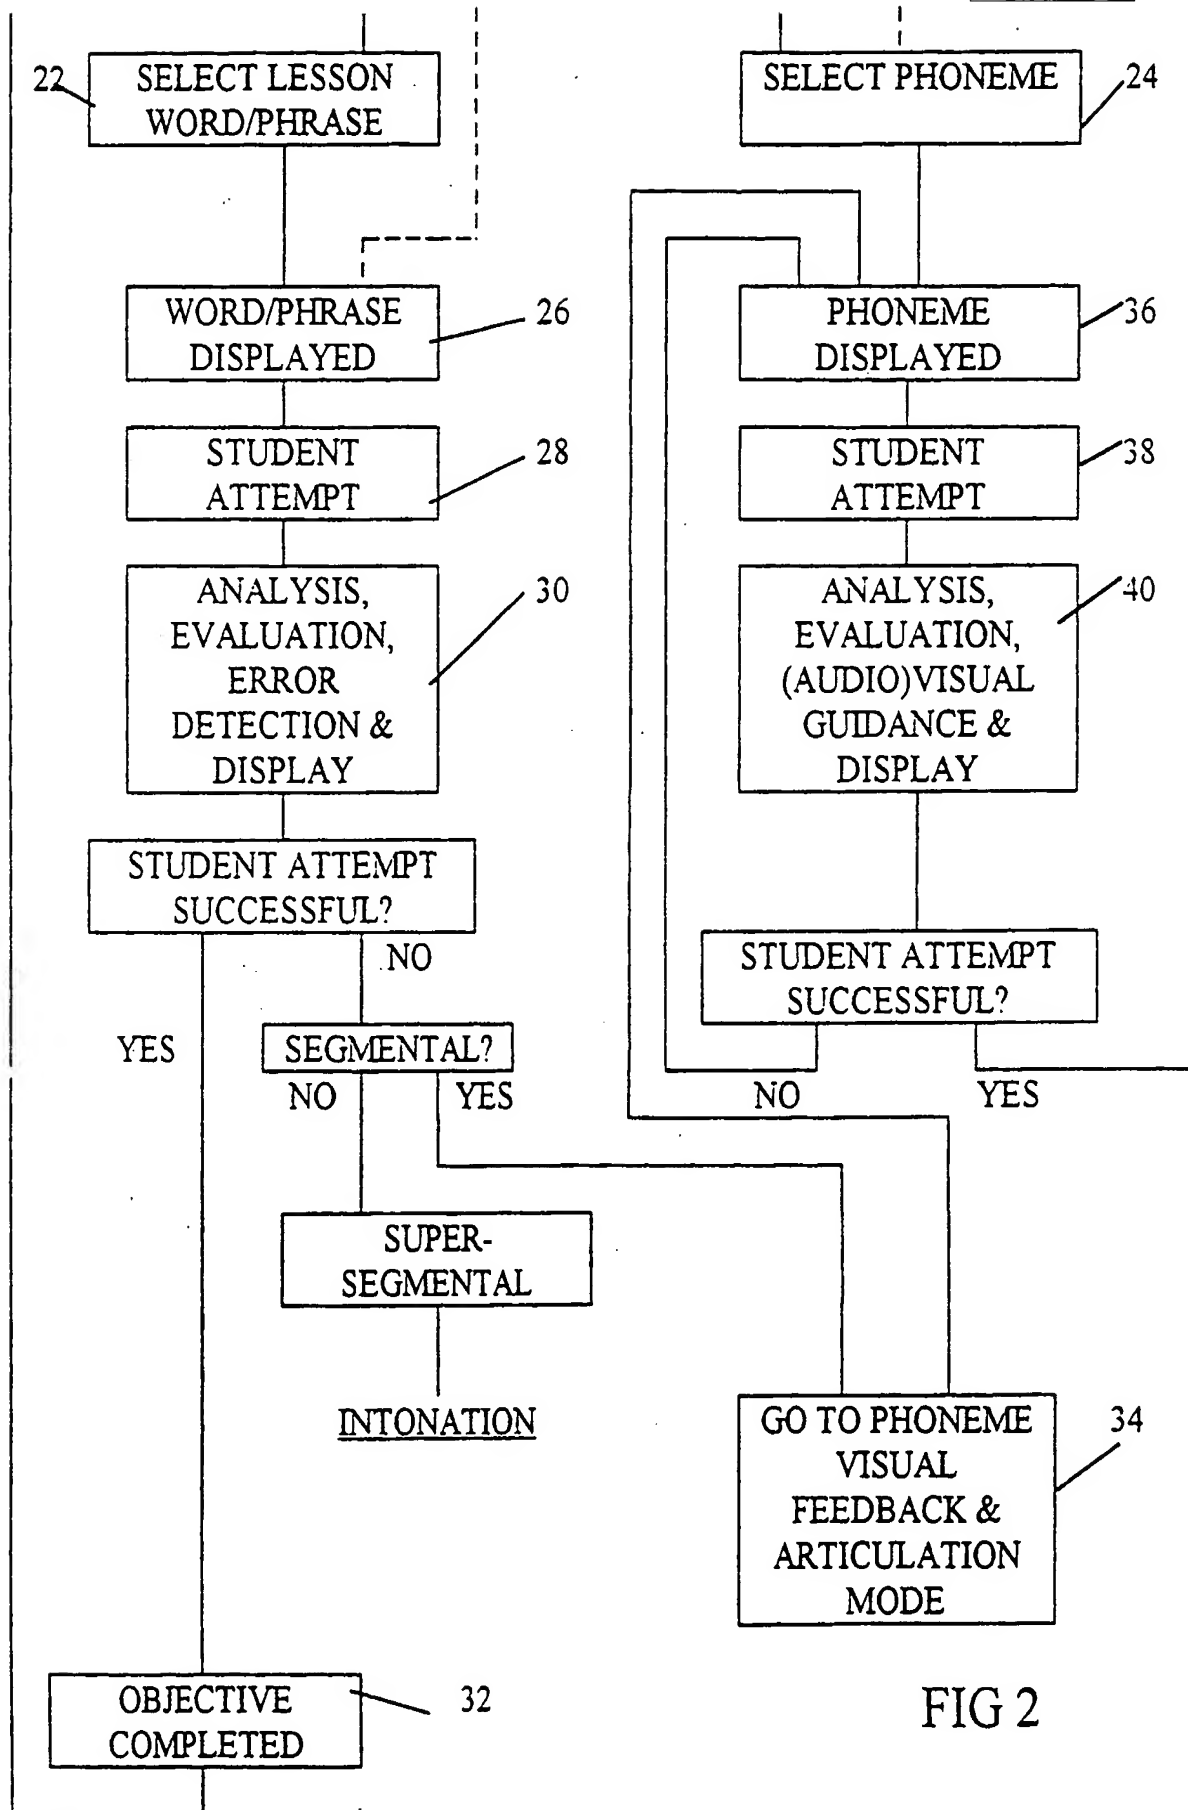 22
SELECT LESSON
WORD/PHRASE
SELECT PHONEME
24
WORD/PHRASE
DISPLAYED
26
PHONEME
DISPLAYED
36
STUDENT
ATTEMPT
28
STUDENT
ATTEMPT
38
ANALYSIS,
EVALUATION,
ERROR
DETECTION &
DISPLAY
30
ANALYSIS,
EVALUATION,
(AUDIO)VISUAL
GUIDANCE &
DISPLAY
40
STUDENT ATTEMPT
SUCCESSFUL?
NO
STUDENT ATTEMPT
SUCCESSFUL?
YES
SEGMENTAL?
NO
YES
NO
YES
SUPER-
SEGMENTAL
INTONATION
GO TO PHONEME
VISUAL
FEEDBACK &
ARTICULATION
MODE
34
OBJECTIVE
COMPLETED
32
FIG 2